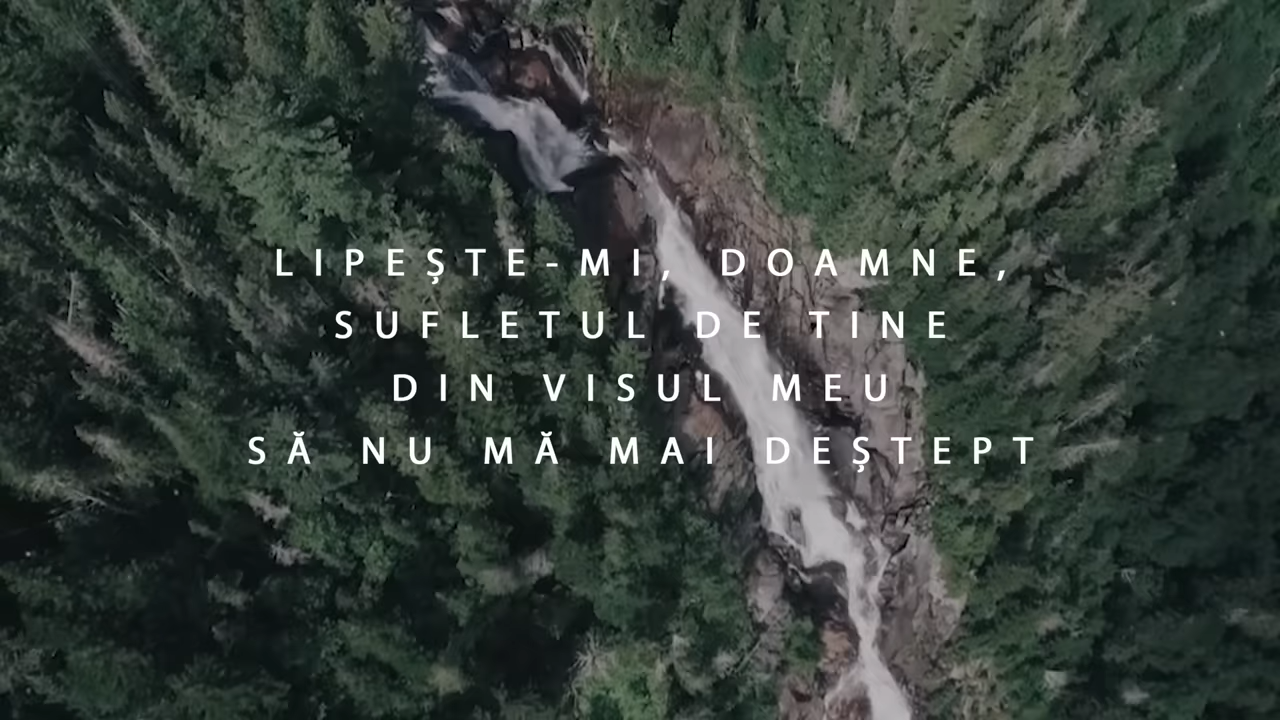 LIPEȘTE-MI, DOAMNE,
SUFLETUL DE TINE
DIN VISUL MEU
SĂ NU MĂ MAI DEȘTEPT